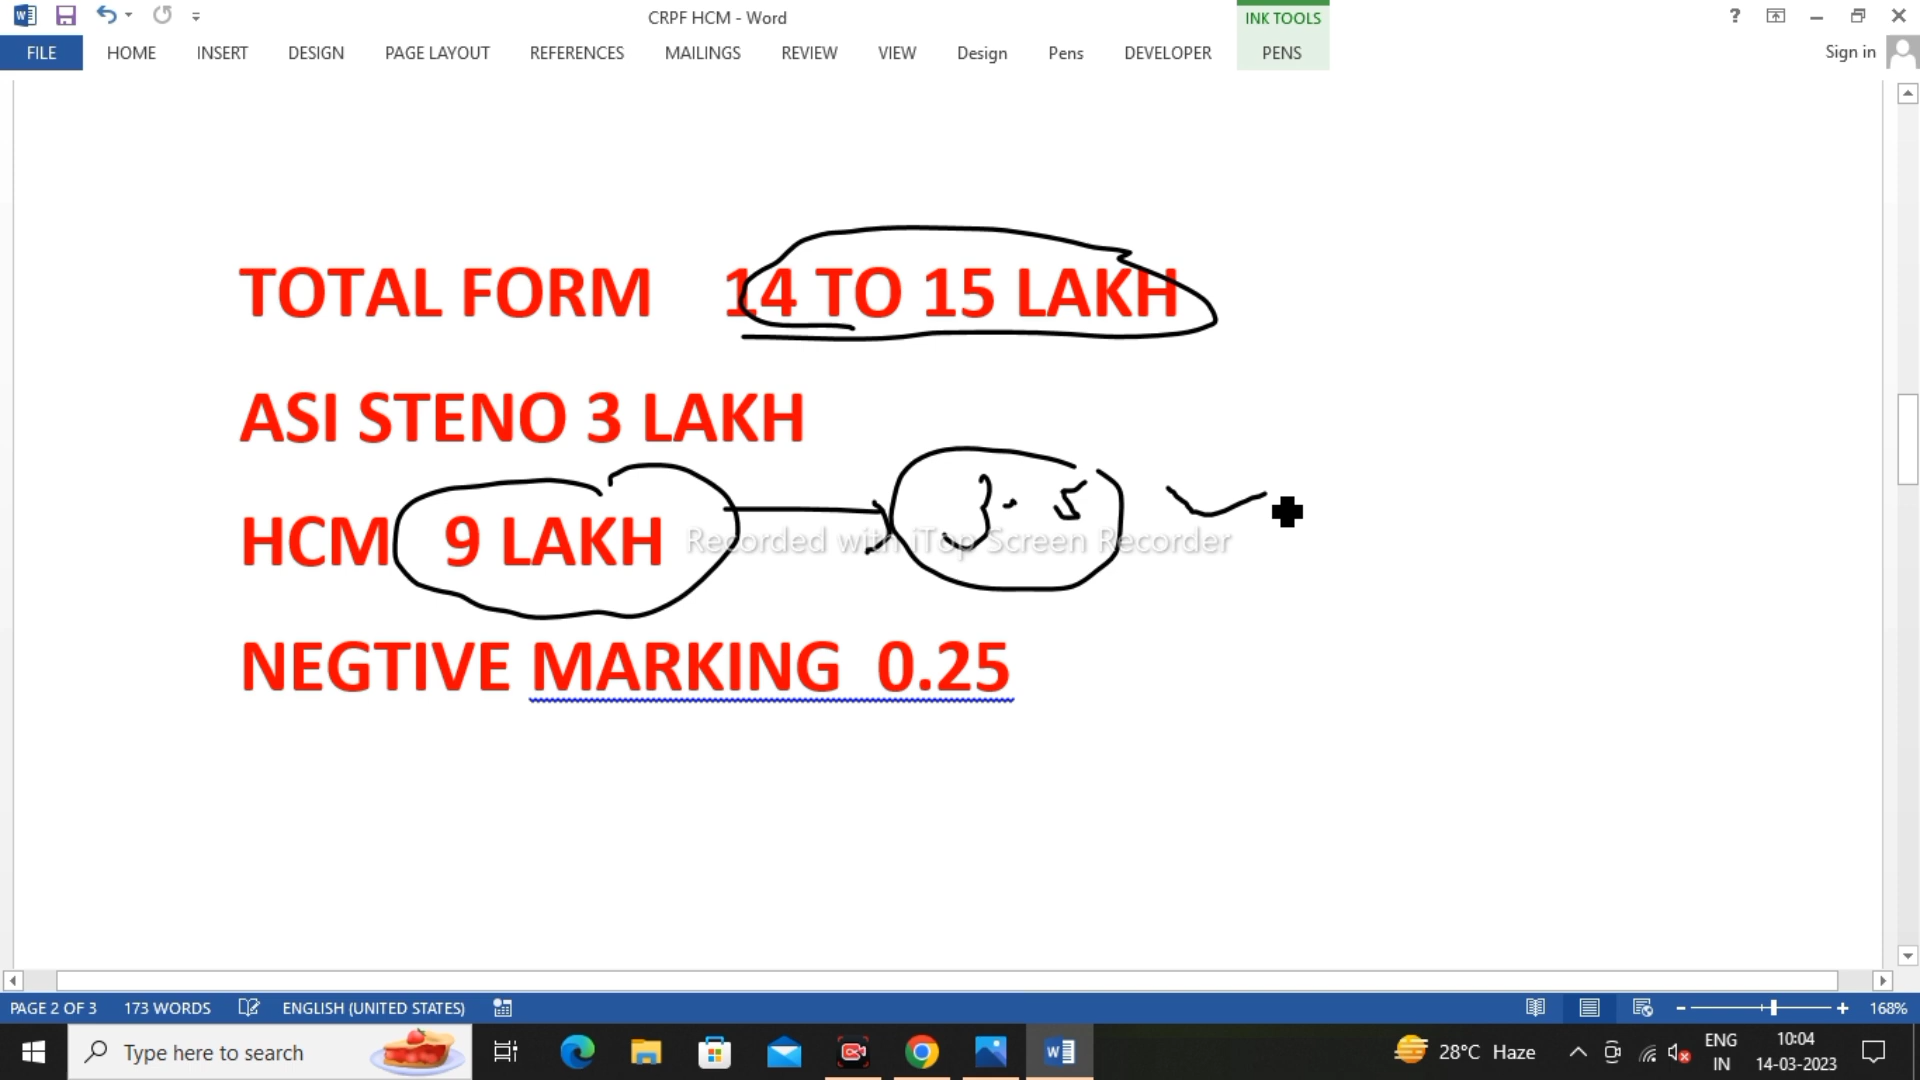 CRPF HCM - Word
INK TOOLS
FILE HOME INSERT DESIGN PAGE LAYOUT REFERENCES MAILINGS REVIEW VIEW Design Pens DEVELOPER PENS
Sign in
TOTAL FORM 14 TO 15 LAKH
ASI STENO 3 LAKH
HCM 9 LAKH 3.5
Recorded with iTop Screen Recorder
NEGTIVE MARKING 0.25
PAGE 2 OF 3 173 WORDS ENGLISH (UNITED STATES) 168%
Type here to search
28°C Haze
ENG
IN
10:04
14-03-2023